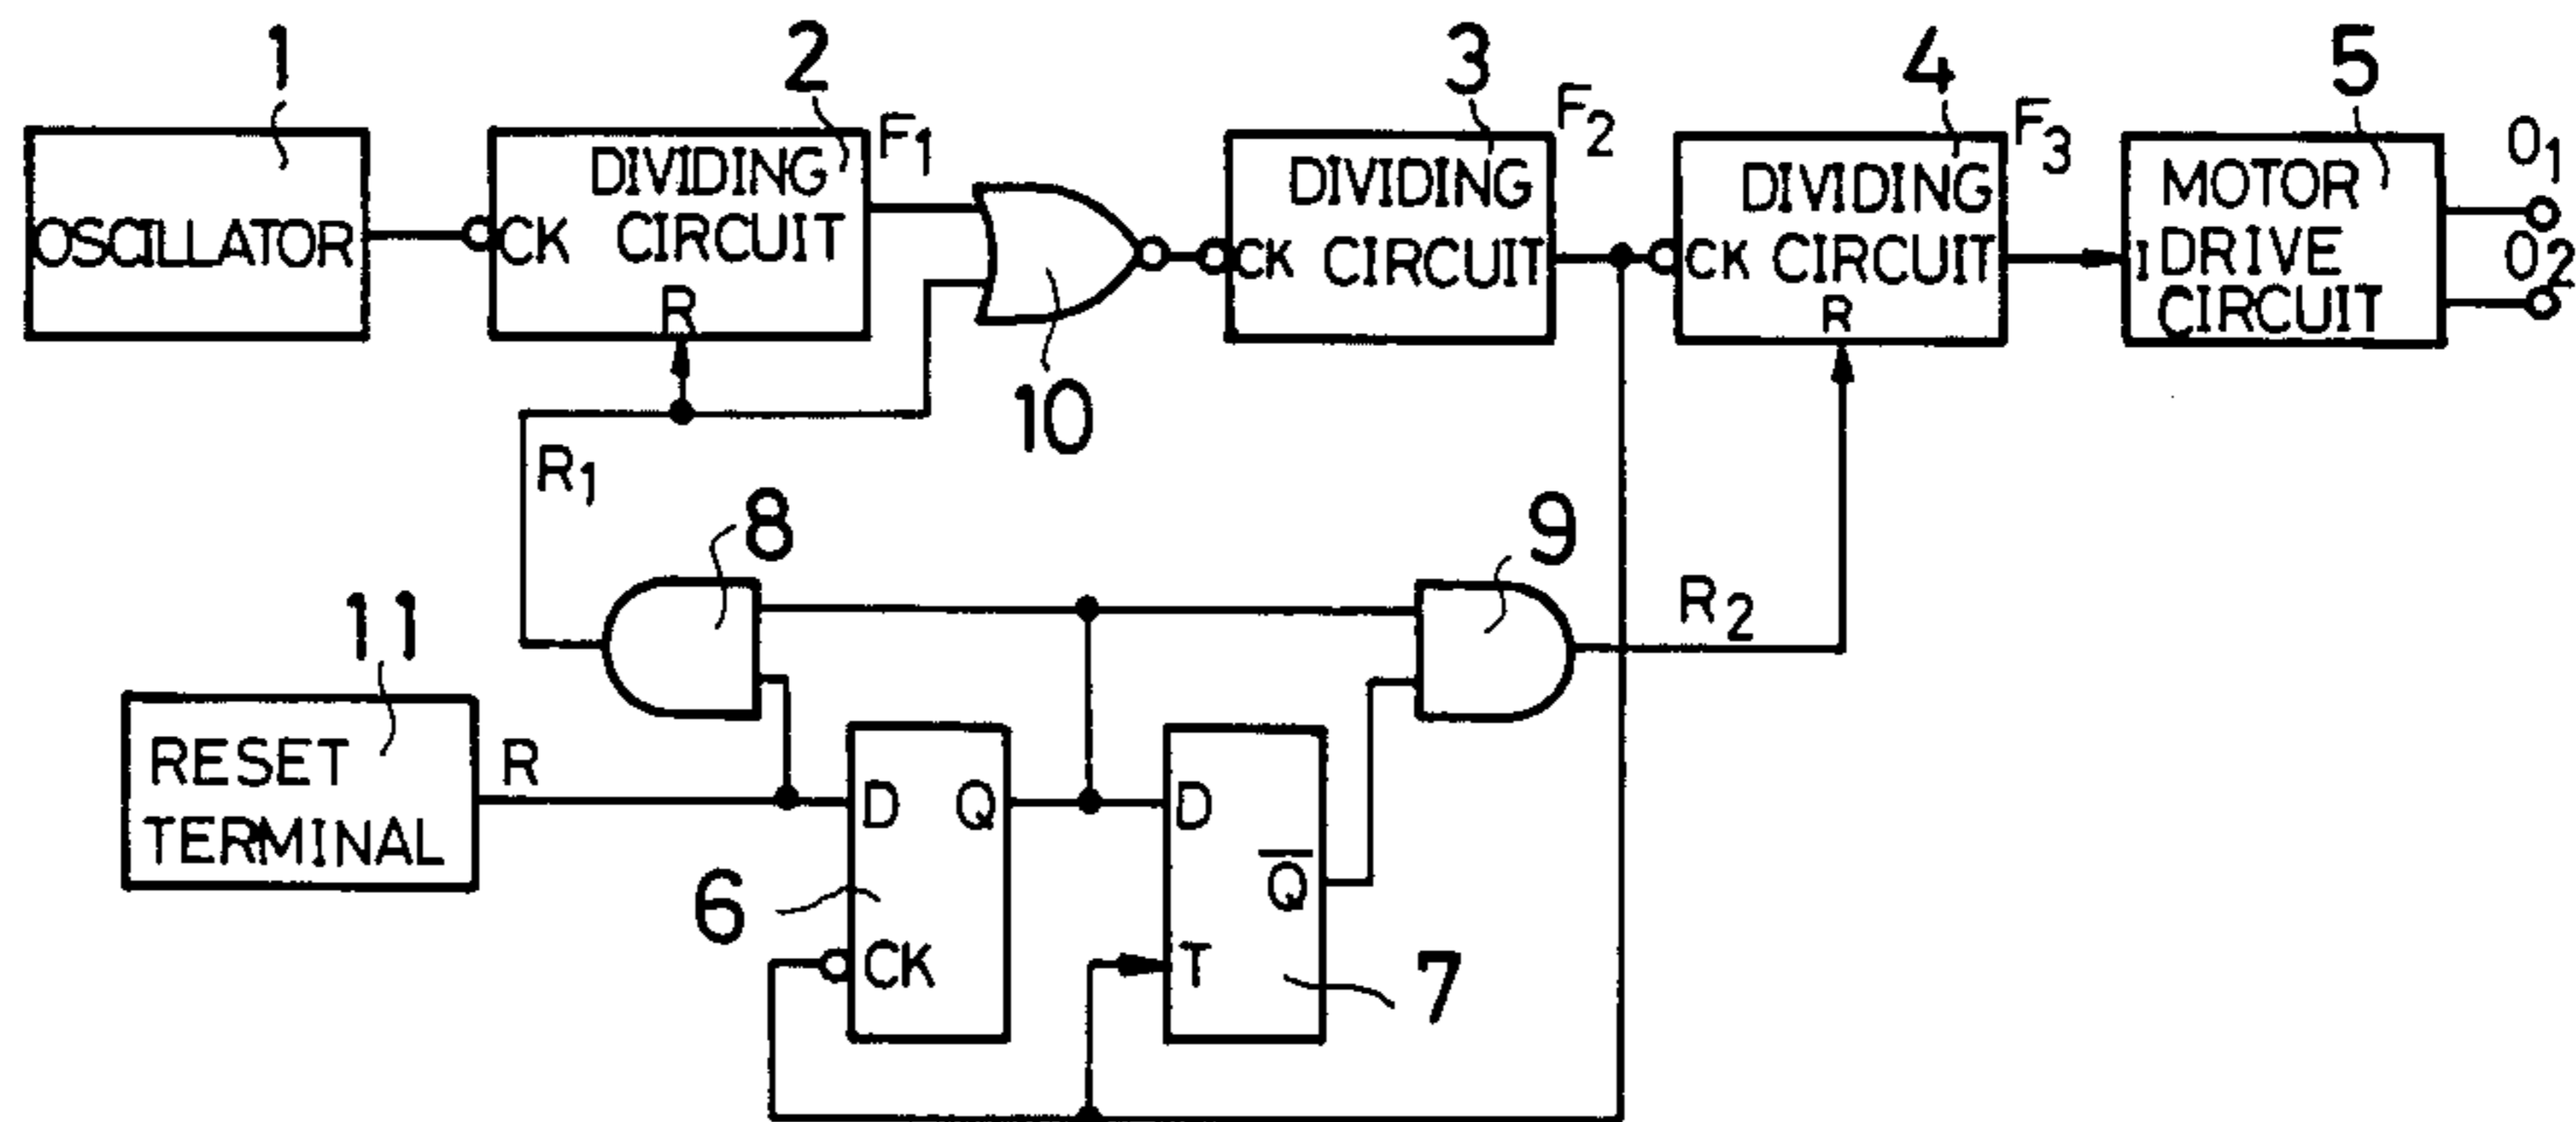 1
2
3
4
5
OSCILLATOR
CK
DIVIDING
CIRCUIT
R
F1
10
CK
DIVIDING
CIRCUIT
F2
CK
DIVIDING
CIRCUIT
R
F3
I
MOTOR
DRIVE
CIRCUIT
O1
O2
R1
8
9
R2
11
RESET
TERMINAL
R
D
Q
CK
6
D
Q̅
T
7